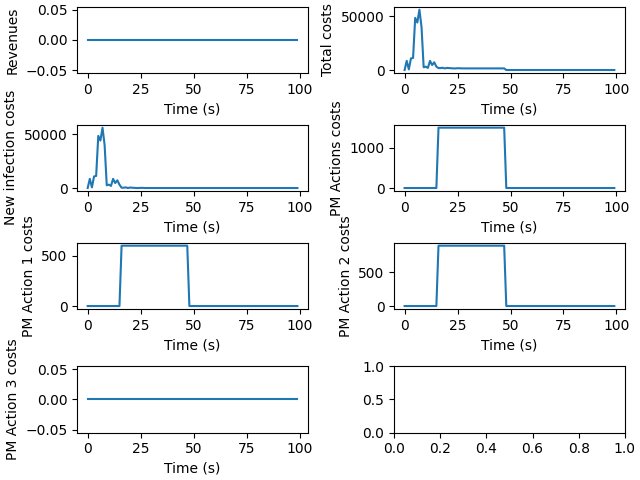 Revenues
0.05
0.00
−0.05
0 25 50 75 100
Time (s)
Total costs
50000
0
0 25 50 75 100
Time (s)
New infection costs
50000
0
0 25 50 75 100
Time (s)
PM Actions costs
1000
0
0 25 50 75 100
Time (s)
PM Action 1 costs
500
0
0 25 50 75 100
Time (s)
PM Action 2 costs
500
0
0 25 50 75 100
Time (s)
PM Action 3 costs
0.05
0.00
−0.05
0 25 50 75 100
Time (s)
1.0
0.5
0.0
0.0 0.2 0.4 0.6 0.8 1.0